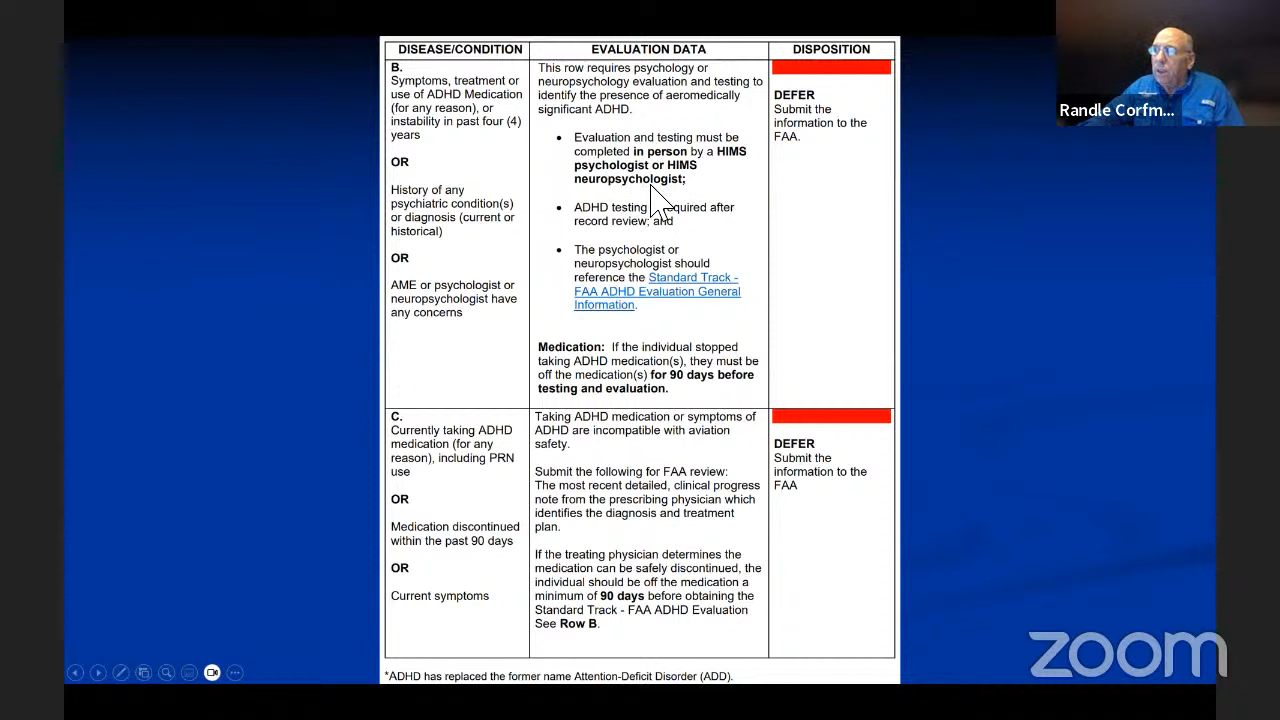 DISEASE/CONDITION
EVALUATION DATA
DISPOSITION
B.
Symptoms, treatment or
use of ADHD Medication
(for any reason), or
instability in past four (4)
years
OR
History of any
psychiatric condition(s)
or diagnosis (current or
historical)
OR
AME or psychologist or
neuropsychologist have
any concerns
This row requires psychology or
neuropsychology evaluation and testing to
identify the presence of aeromedically
significant ADHD.
• Evaluation and testing must be
completed in person by a HIMS
psychologist or HIMS
neuropsychologist;
• ADHD testing required after
record review; and
• The psychologist or
neuropsychologist should
reference the Standard Track -
FAA ADHD Evaluation General
Information.
Medication: If the individual stopped
taking ADHD medication(s), they must be
off the medication(s) for 90 days before
testing and evaluation.
DEFER
Submit the
information to the
FAA.
C.
Currently taking ADHD
medication (for any
reason), including PRN
use
OR
Medication discontinued
within the past 90 days
OR
Current symptoms
Taking ADHD medication or symptoms of
ADHD are incompatible with aviation
safety.
Submit the following for FAA review:
The most recent detailed, clinical progress
note from the prescribing physician which
identifies the diagnosis and treatment
plan.
If the treating physician determines the
medication can be safely discontinued, the
individual should be off the medication a
minimum of 90 days before obtaining the
Standard Track - FAA ADHD Evaluation
See Row B.
DEFER
Submit the
information to the
FAA
*ADHD has replaced the former name Attention-Deficit Disorder (ADD).
Randle Corfm...
zoom